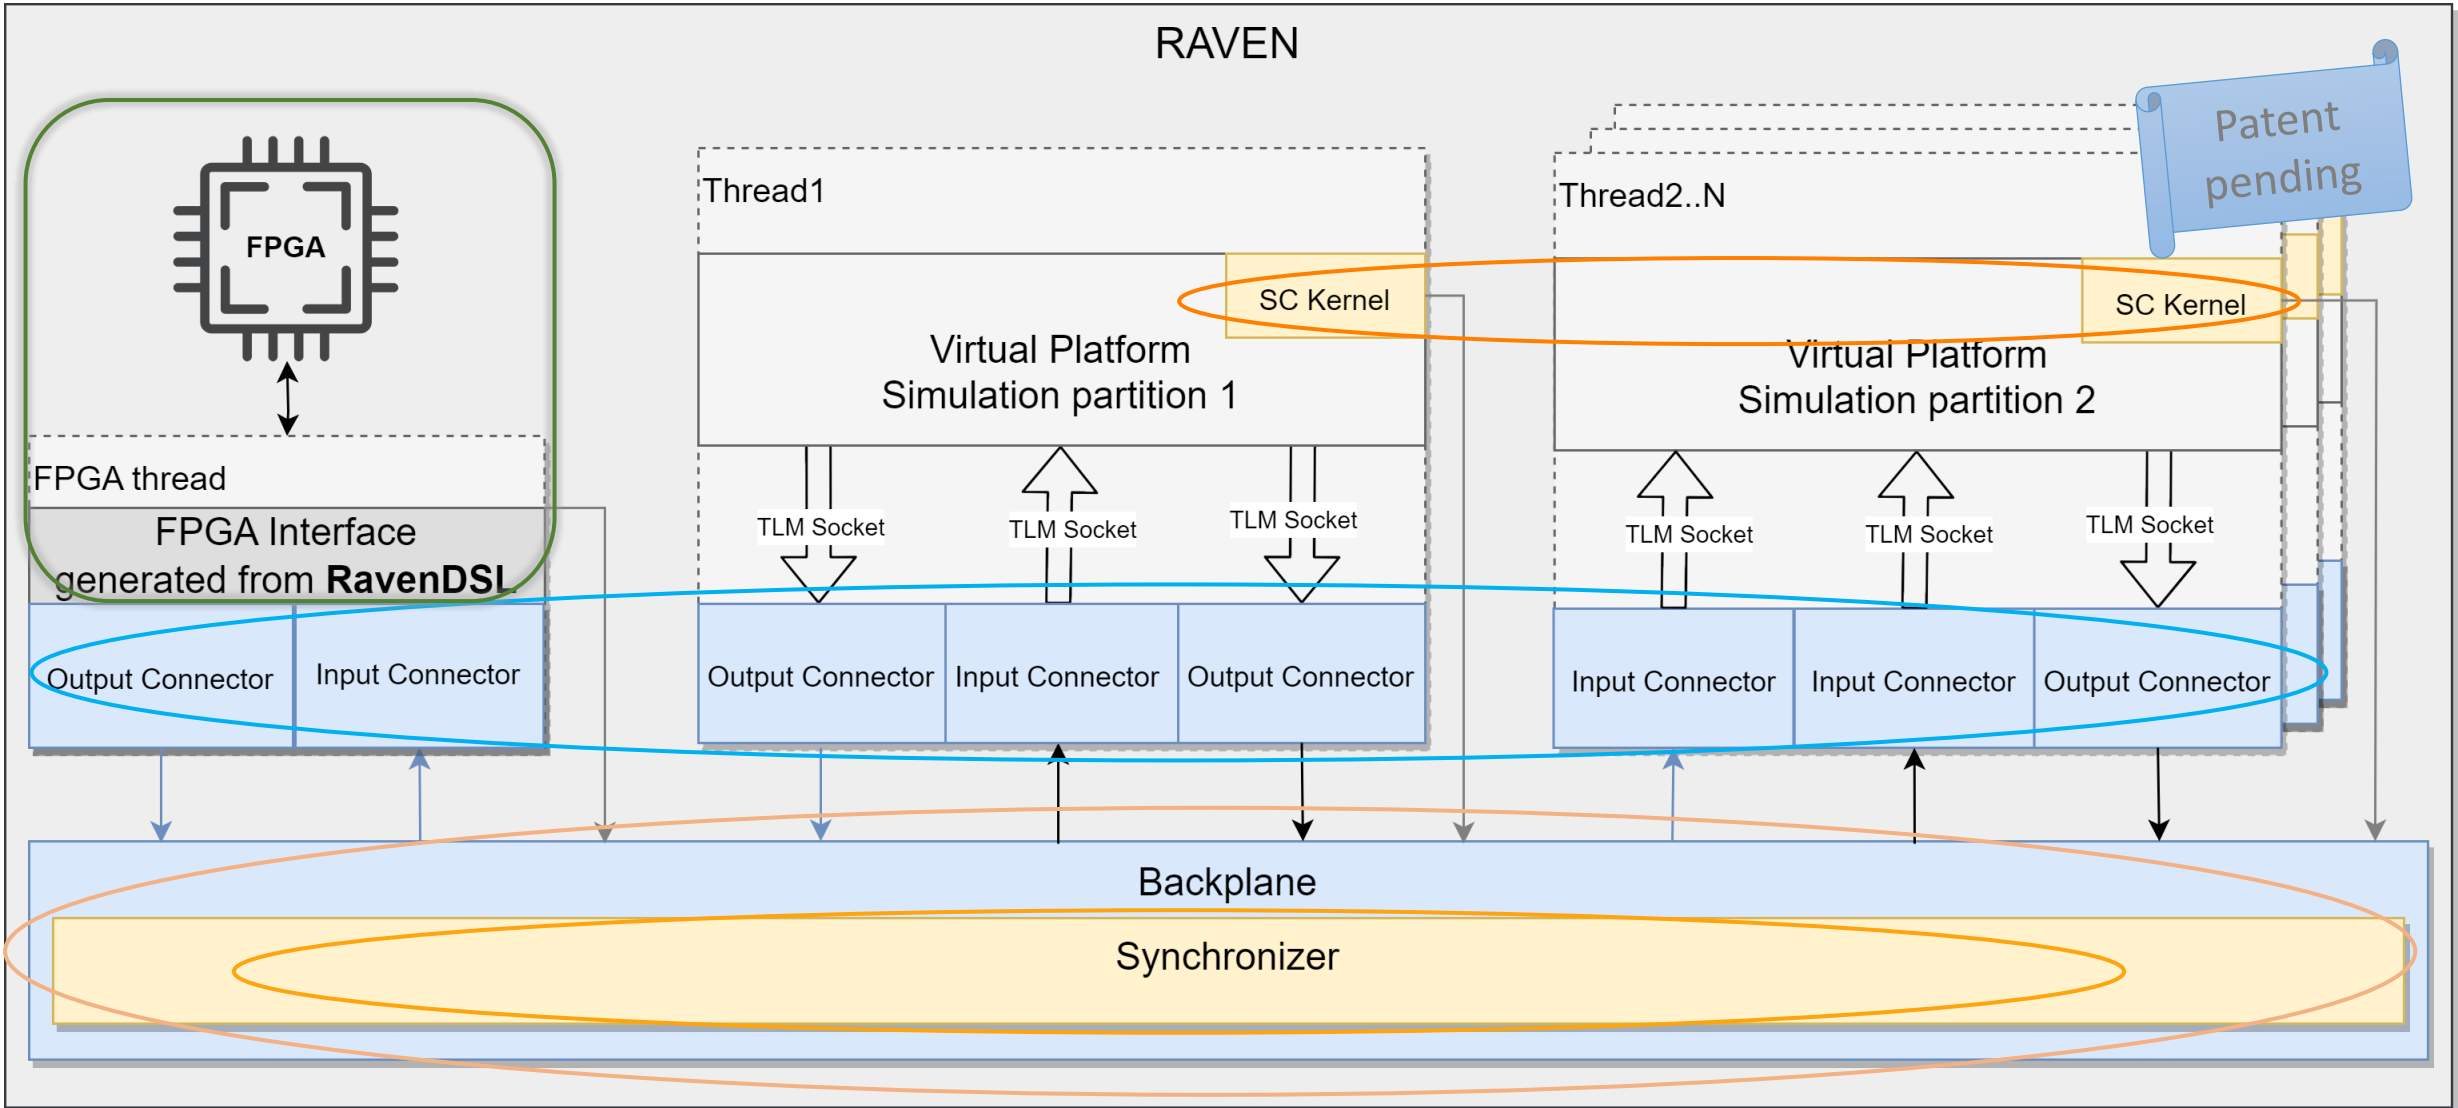 RAVEN
Patent
pending
FPGA
FPGA thread
FPGA Interface
generated from RavenDSL
Output Connector
Input Connector
Thread1
SC Kernel
Virtual Platform
Simulation partition 1
TLM Socket
TLM Socket
TLM Socket
Output Connector
Input Connector
Output Connector
Thread2..N
SC Kernel
Virtual Platform
Simulation partition 2
TLM Socket
TLM Socket
TLM Socket
Input Connector
Input Connector
Output Connector
Backplane
Synchronizer